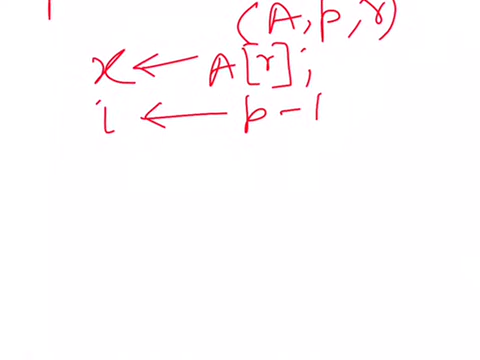 (A, p, r)
x ← A[r];
i ← p - 1